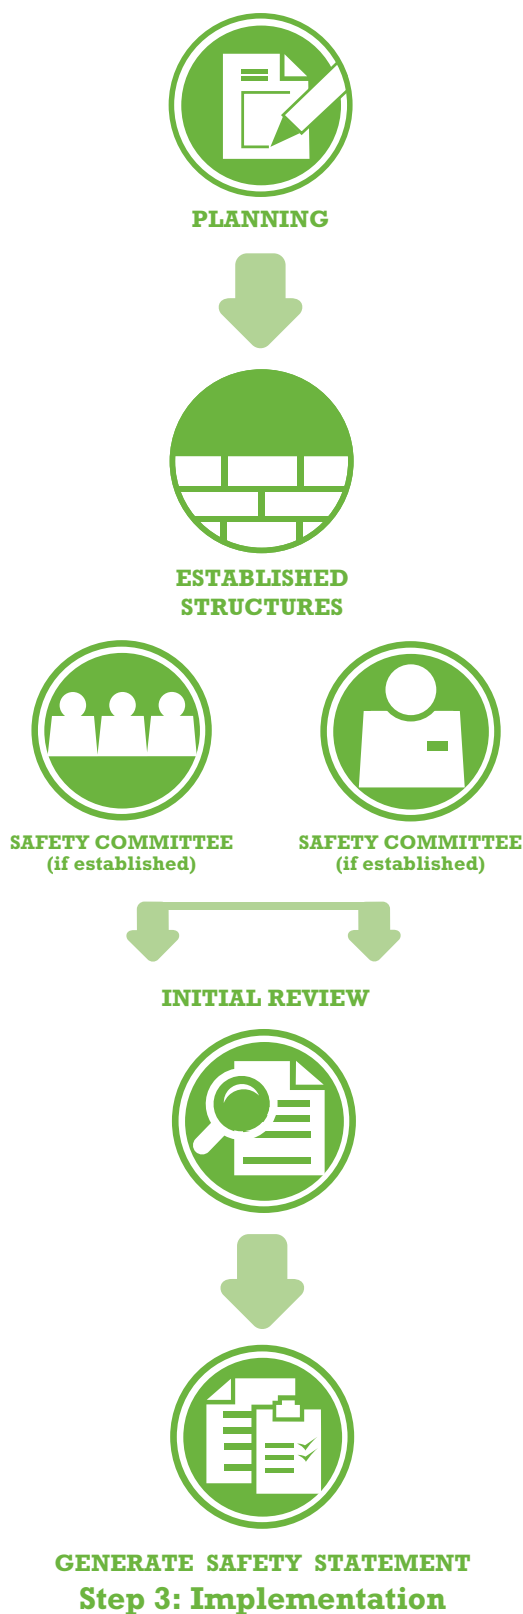 PLANNING
ESTABLISHED
STRUCTURES
SAFETY COMMITTEE
(if established)
SAFETY COMMITTEE
(if established)
INITIAL REVIEW
GENERATE SAFETY STATEMENT
Step 3: Implementation